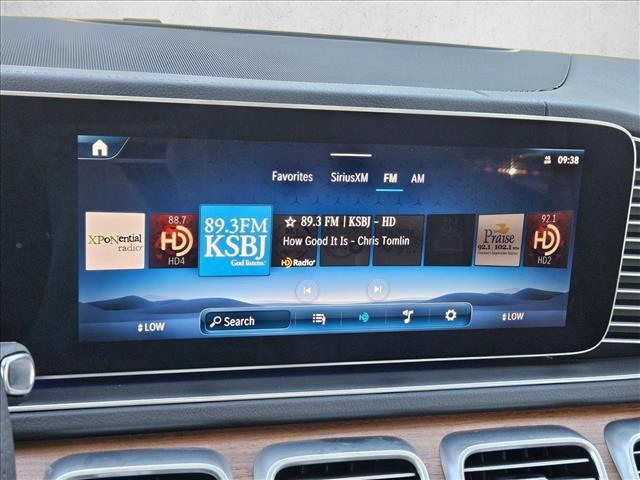 09:38
Favorites SiriusXM FM AM
XPoNential
radio
88.7
HD
HD4
89.3FM
KSBJ
God listens.
☆ 89.3 FM | KSBJ - HD
How Good It Is - Chris Tomlin
HD Radio
Praise
92.1 102.1
92.1
HD
HD2
LOW
Search
HD
LOW